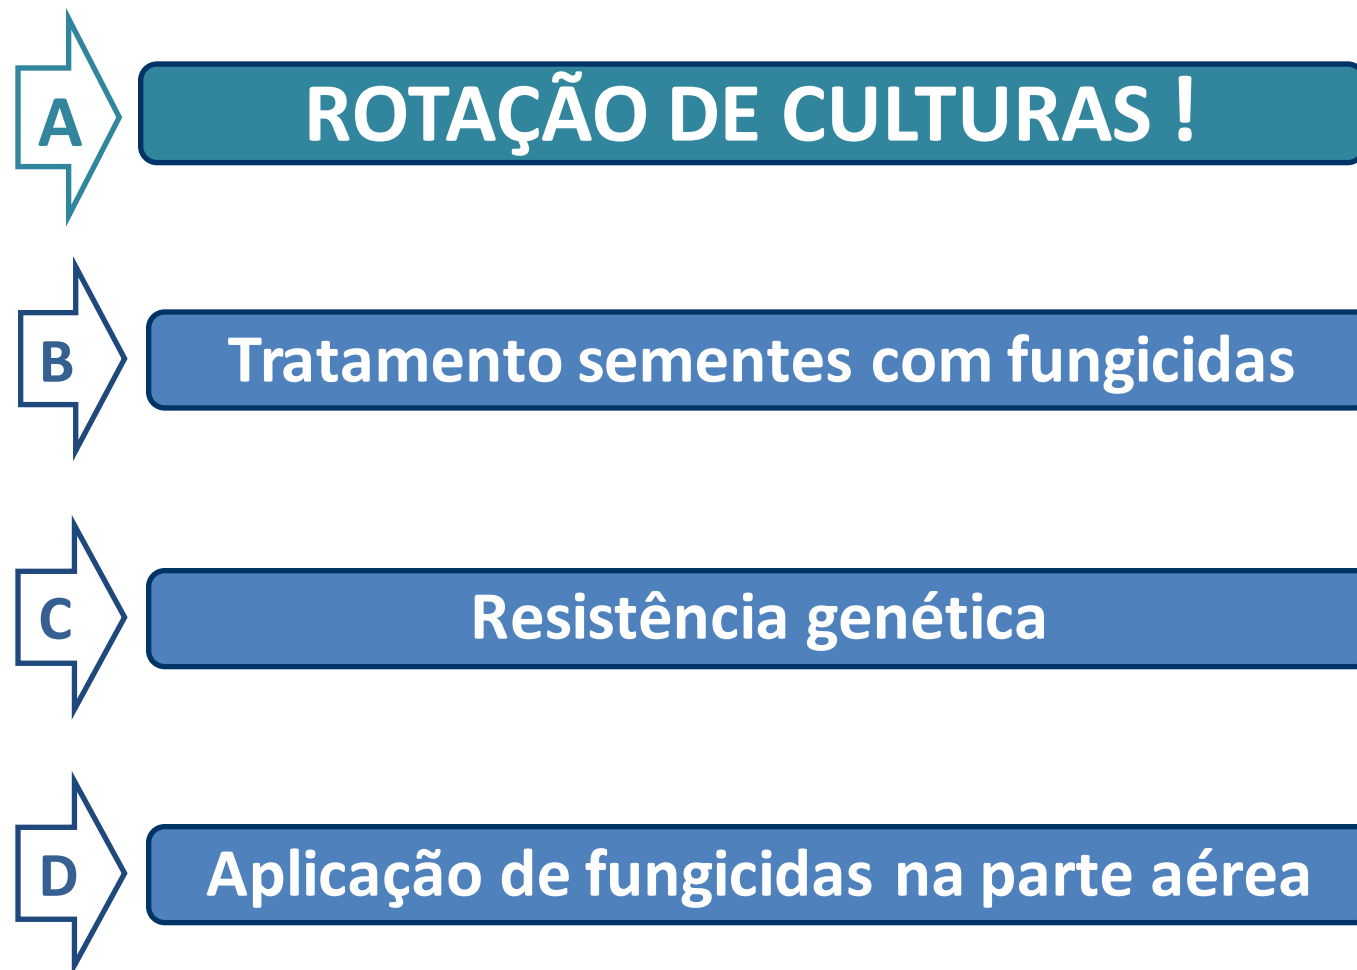 A
ROTAÇÃO DE CULTURAS !
B
Tratamento sementes com fungicidas
C
Resistência genética
D
Aplicação de fungicidas na parte aérea